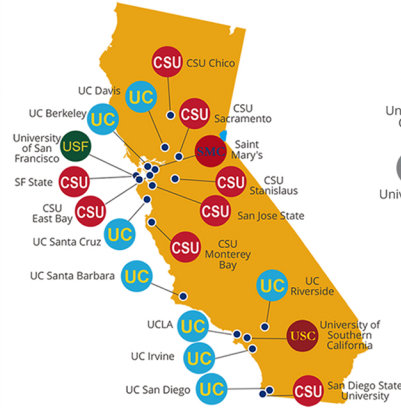 CSU
CSU Chico
UC Davis
UC
CSU
CSU
Sacramento
UC Berkeley
UC
University
of San
Francisco
USF
SMC
Saint
Mary's
SF State
CSU
CSU
CSU
Stanislaus
CSU
East Bay
CSU
CSU
San Jose State
UC Santa Cruz
UC
CSU
CSU
Monterey
Bay
UC Santa Barbara
UC
UC
UC
Riverside
UCLA
UC
USC
University of
Southern
California
UC Irvine
UC
UC San Diego
UC
CSU
San Diego State
University